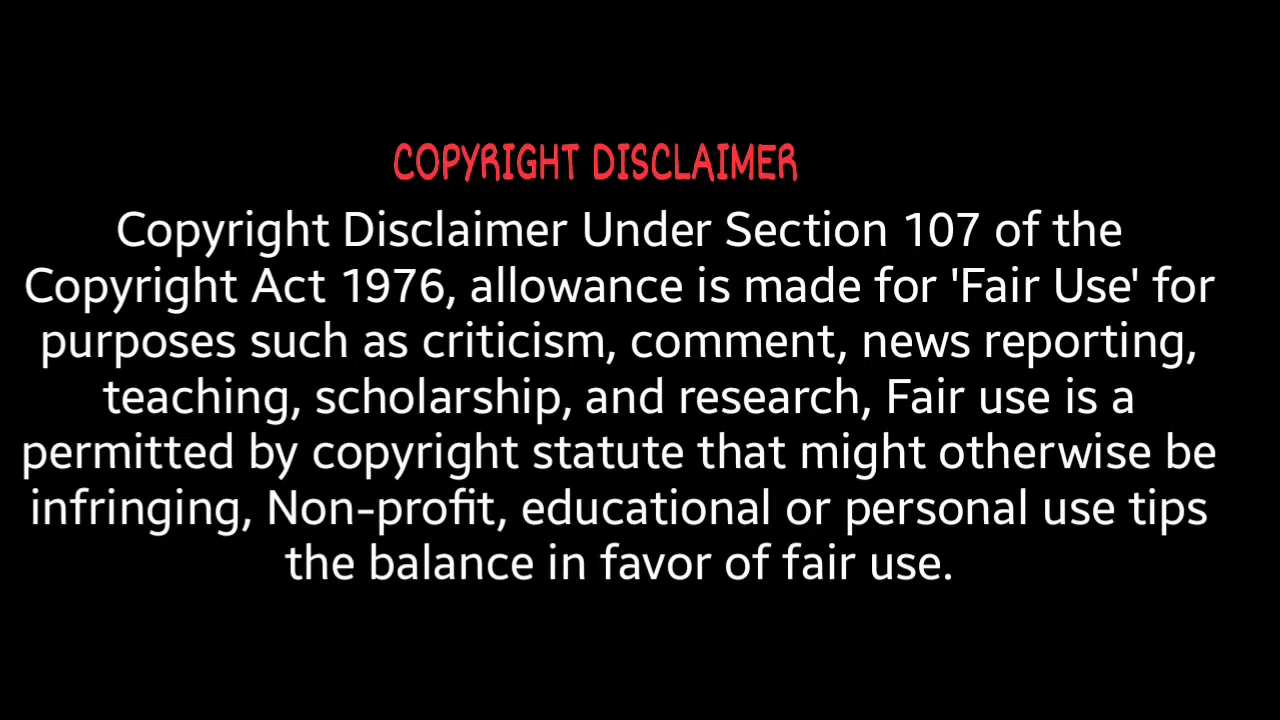 COPYRIGHT DISCLAIMER
Copyright Disclaimer Under Section 107 of the
Copyright Act 1976, allowance is made for 'Fair Use' for
purposes such as criticism, comment, news reporting,
teaching, scholarship, and research, Fair use is a
permitted by copyright statute that might otherwise be
infringing, Non-profit, educational or personal use tips
the balance in favor of fair use.